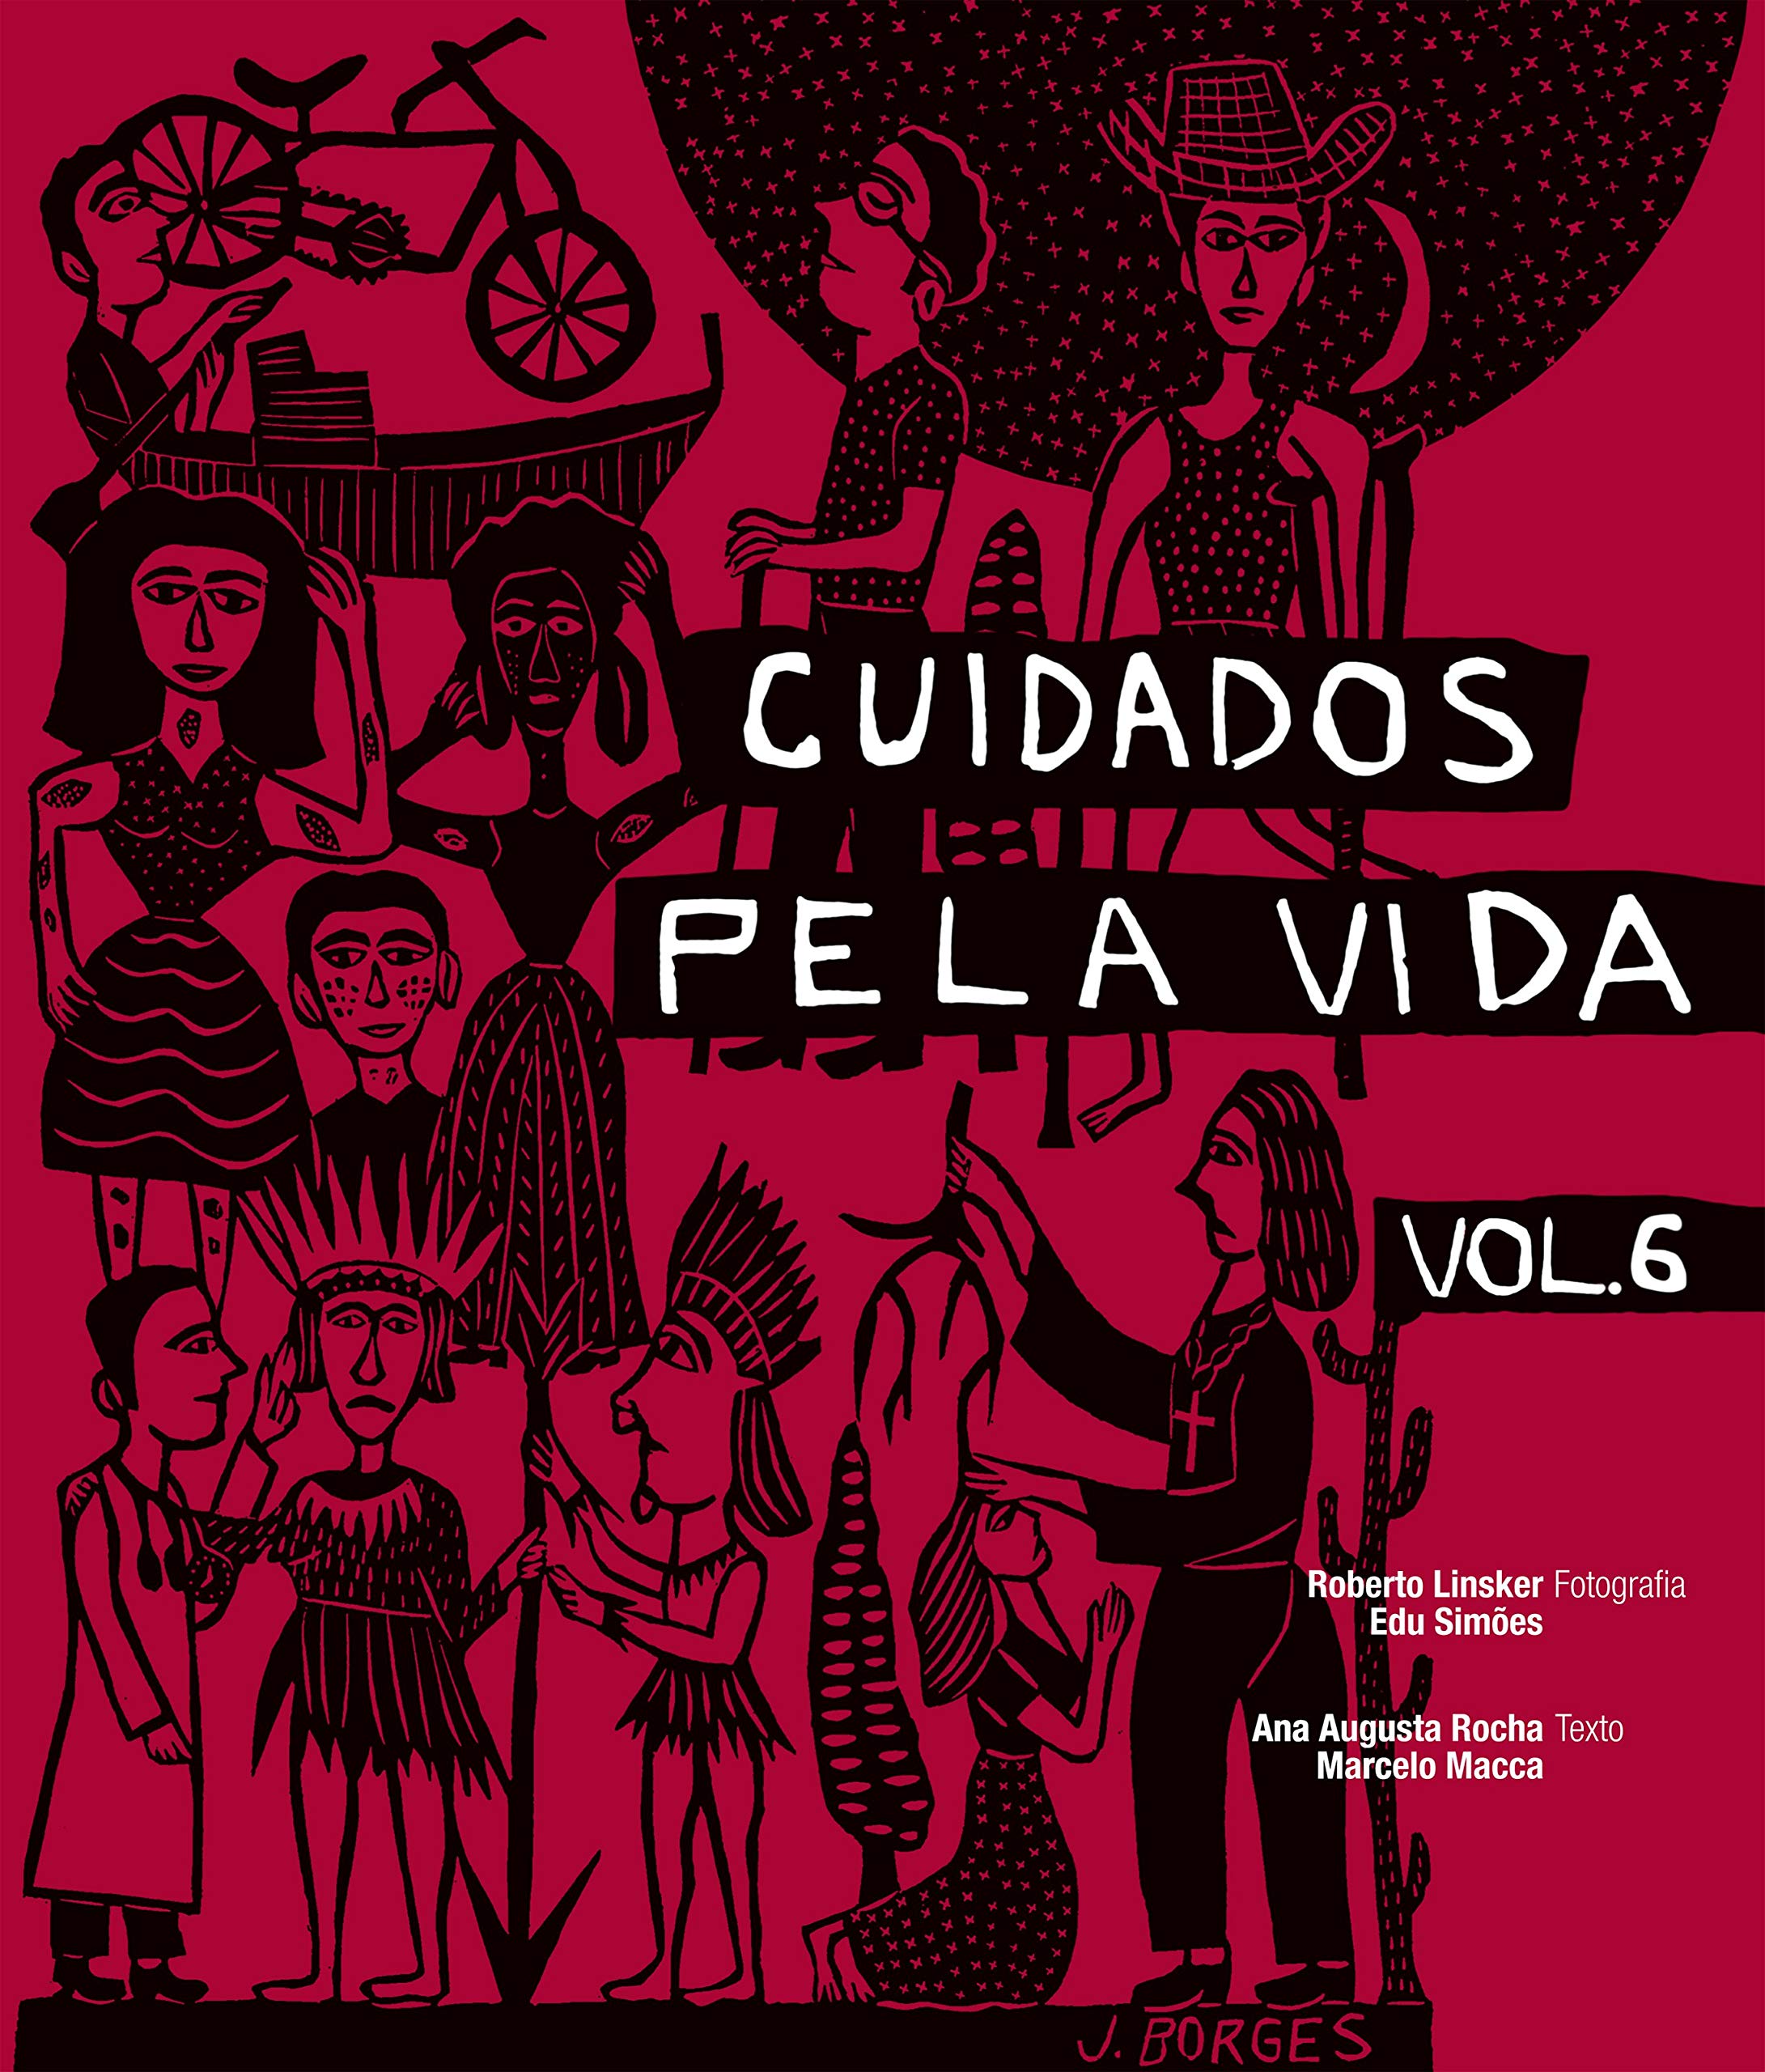 CUIDADOS
PELA VIDA
VOL.6
Roberto Linsker Fotografia
Edu Simões
Ana Augusta Rocha Texto
Marcelo Macca
J. BORGES